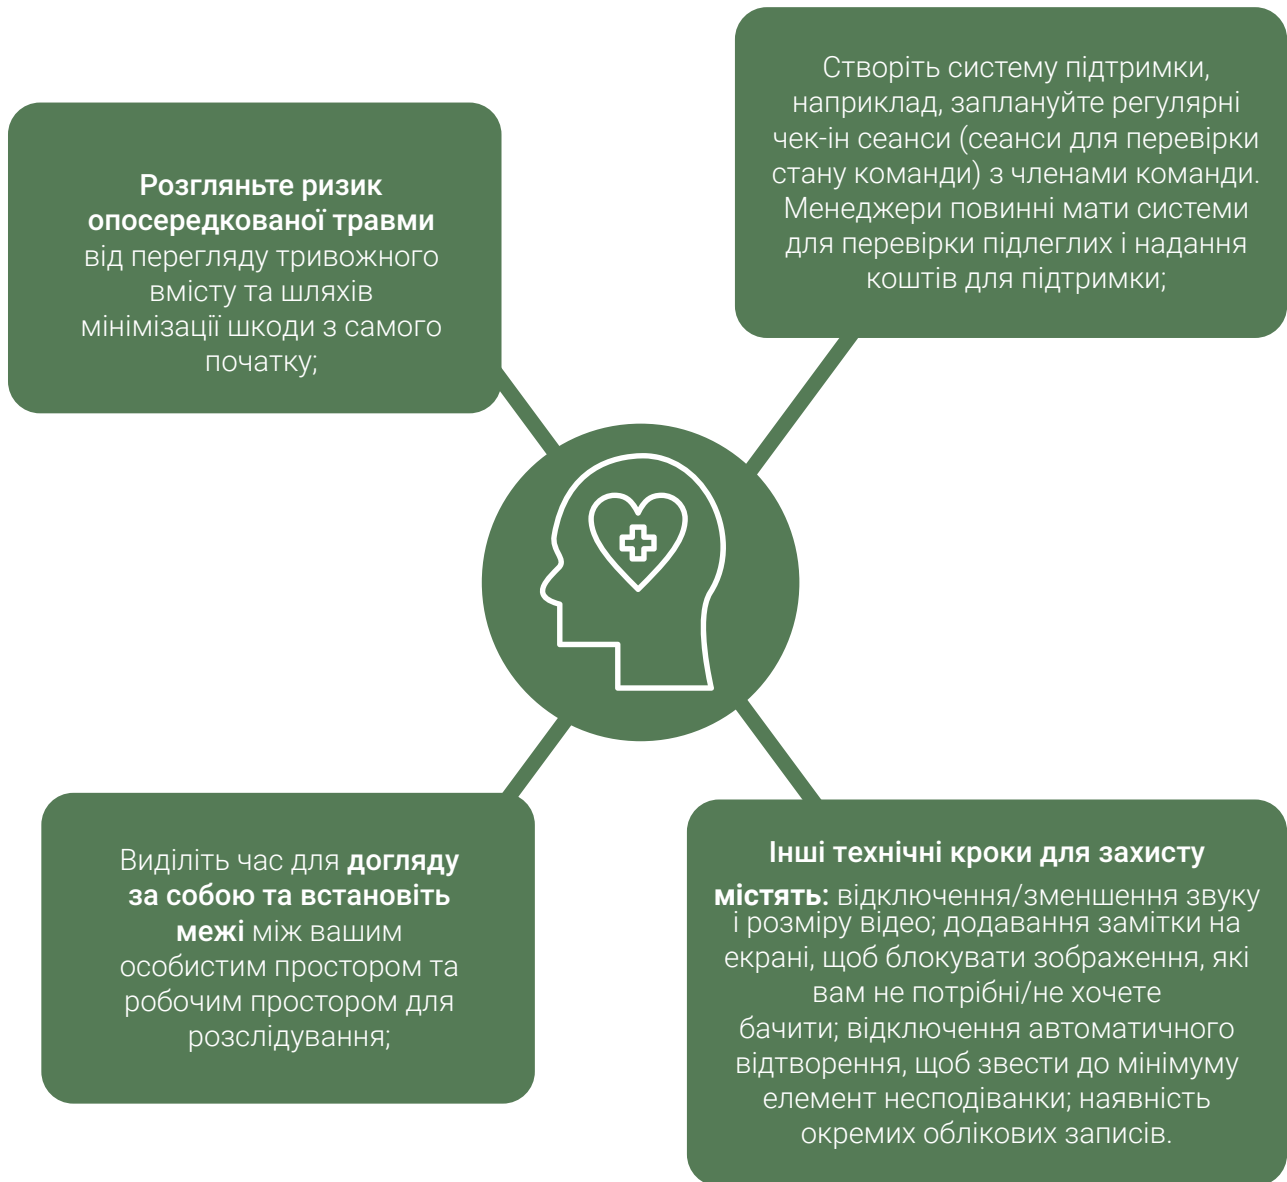 Розгляньте ризик
опосередкованої травми
від перегляду тривожного
вмісту та шляхів
мінімізації шкоди з самого
початку;
Створіть систему підтримки,
наприклад, заплануйте регулярні
чек-ін сеанси (сеанси для перевірки
стану команди) з членами команди.
Менеджери повинні мати системи
для перевірки підлеглих і надання
коштів для підтримки;
Виділіть час для догляду
за собою та встановіть
межі між вашим
особистим простором та
робочим простором для
розслідування;
Інші технічні кроки для захисту
містять: відключення/зменшення звуку
і розміру відео; додавання замітки на
екрані, щоб блокувати зображення, які
вам не потрібні/не хочете
бачити; відключення автоматичного
відтворення, щоб звести до мінімуму
елемент несподіванки; наявність
окремих облікових записів.